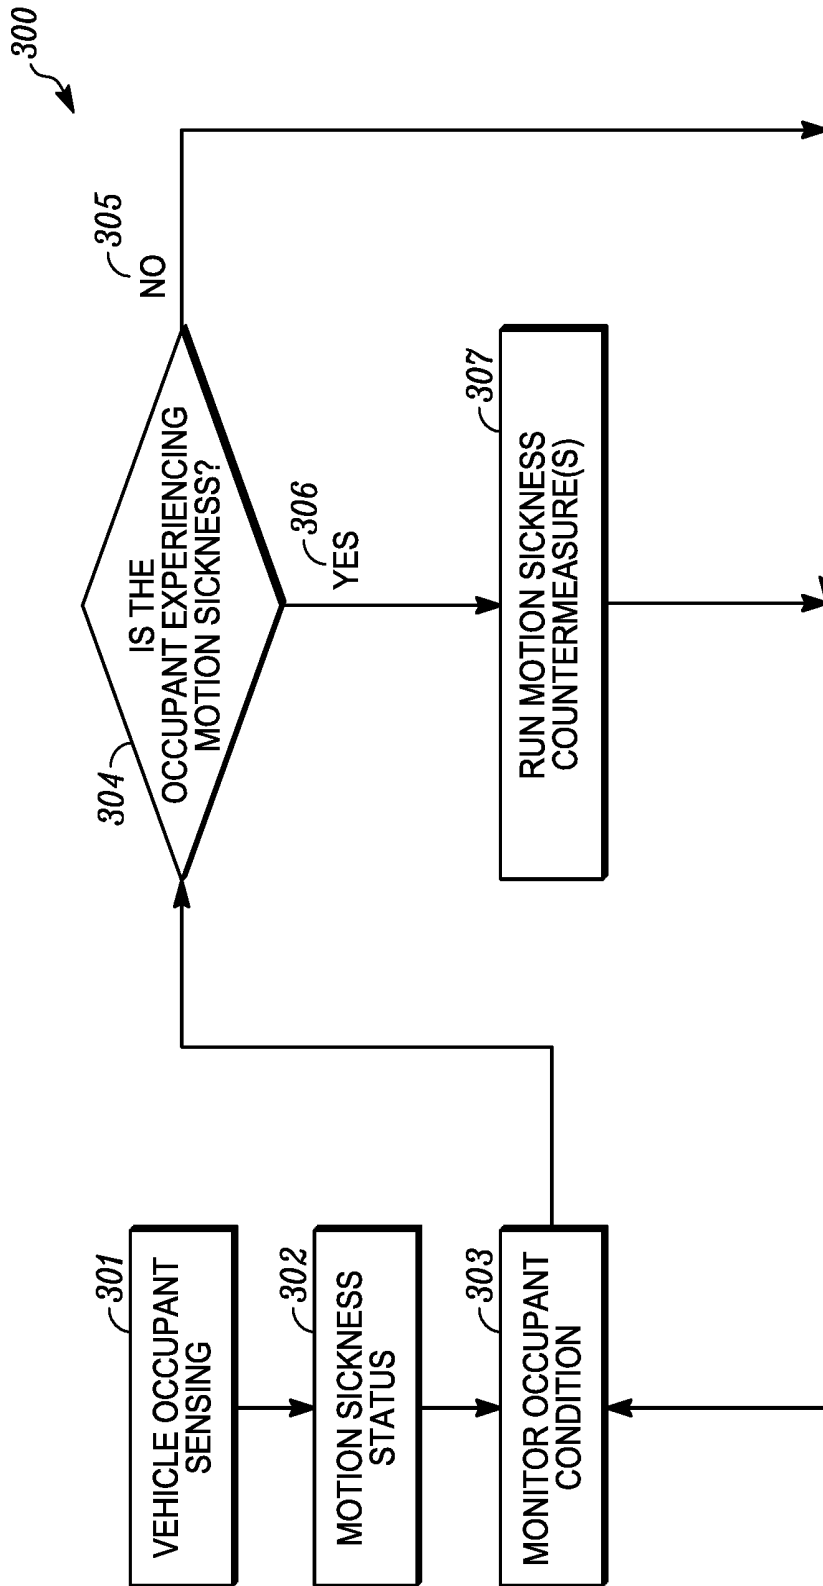 300
301
VEHICLE OCCUPANT
SENSING
302
MOTION SICKNESS
STATUS
303
MONITOR OCCUPANT
CONDITION
304
IS THE
OCCUPANT EXPERIENCING
MOTION SICKNESS?
305
NO
306
YES
307
RUN MOTION SICKNESS
COUNTERMEASURE(S)